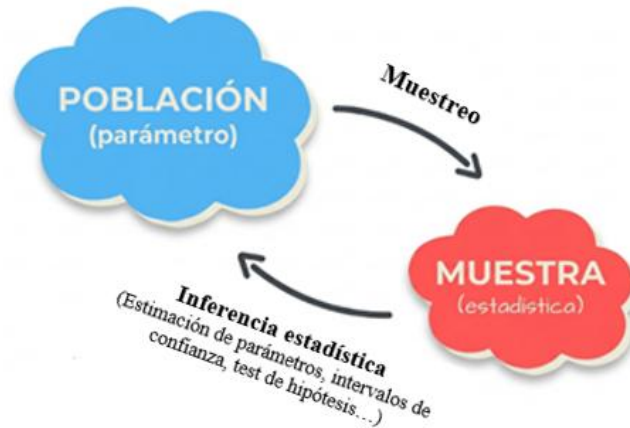 POBLACIÓN
(parámetro)
Muestreo
MUESTRA
(estadística)
Inferencia estadística
(Estimación de parámetros, intervalos de
confianza, test de hipótesis...)